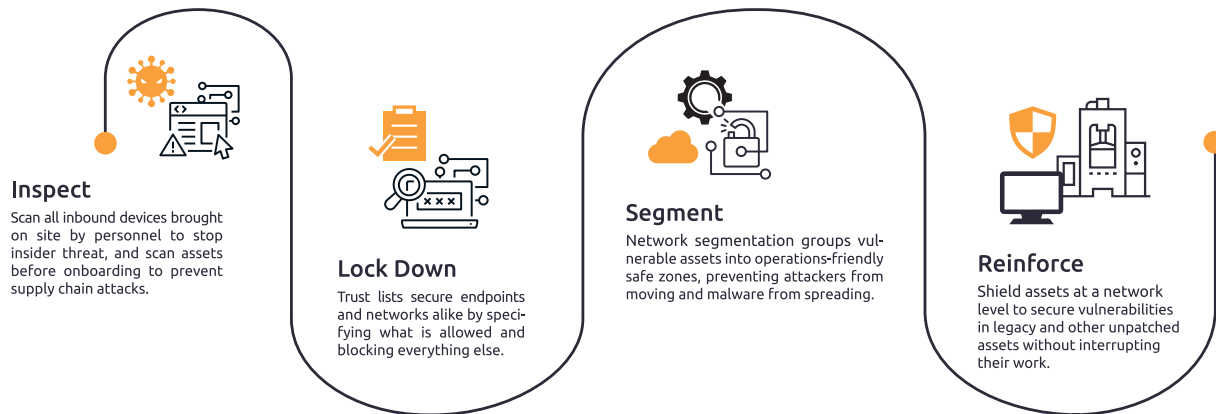 Inspect
Scan all inbound devices brought
on site by personnel to stop
insider threat, and scan assets
before onboarding to prevent
supply chain attacks.
Lock Down
Trust lists secure endpoints
and networks alike by speci-
fying what is allowed and
blocking everything else.
Segment
Network segmentation groups vul-
nerable assets into operations-friendly
safe zones, preventing attackers from
moving and malware from spreading.
Reinforce
Shield assets at a network
level to secure vulnerabilities
in legacy and other unpatched
assets without interrupting
their work.